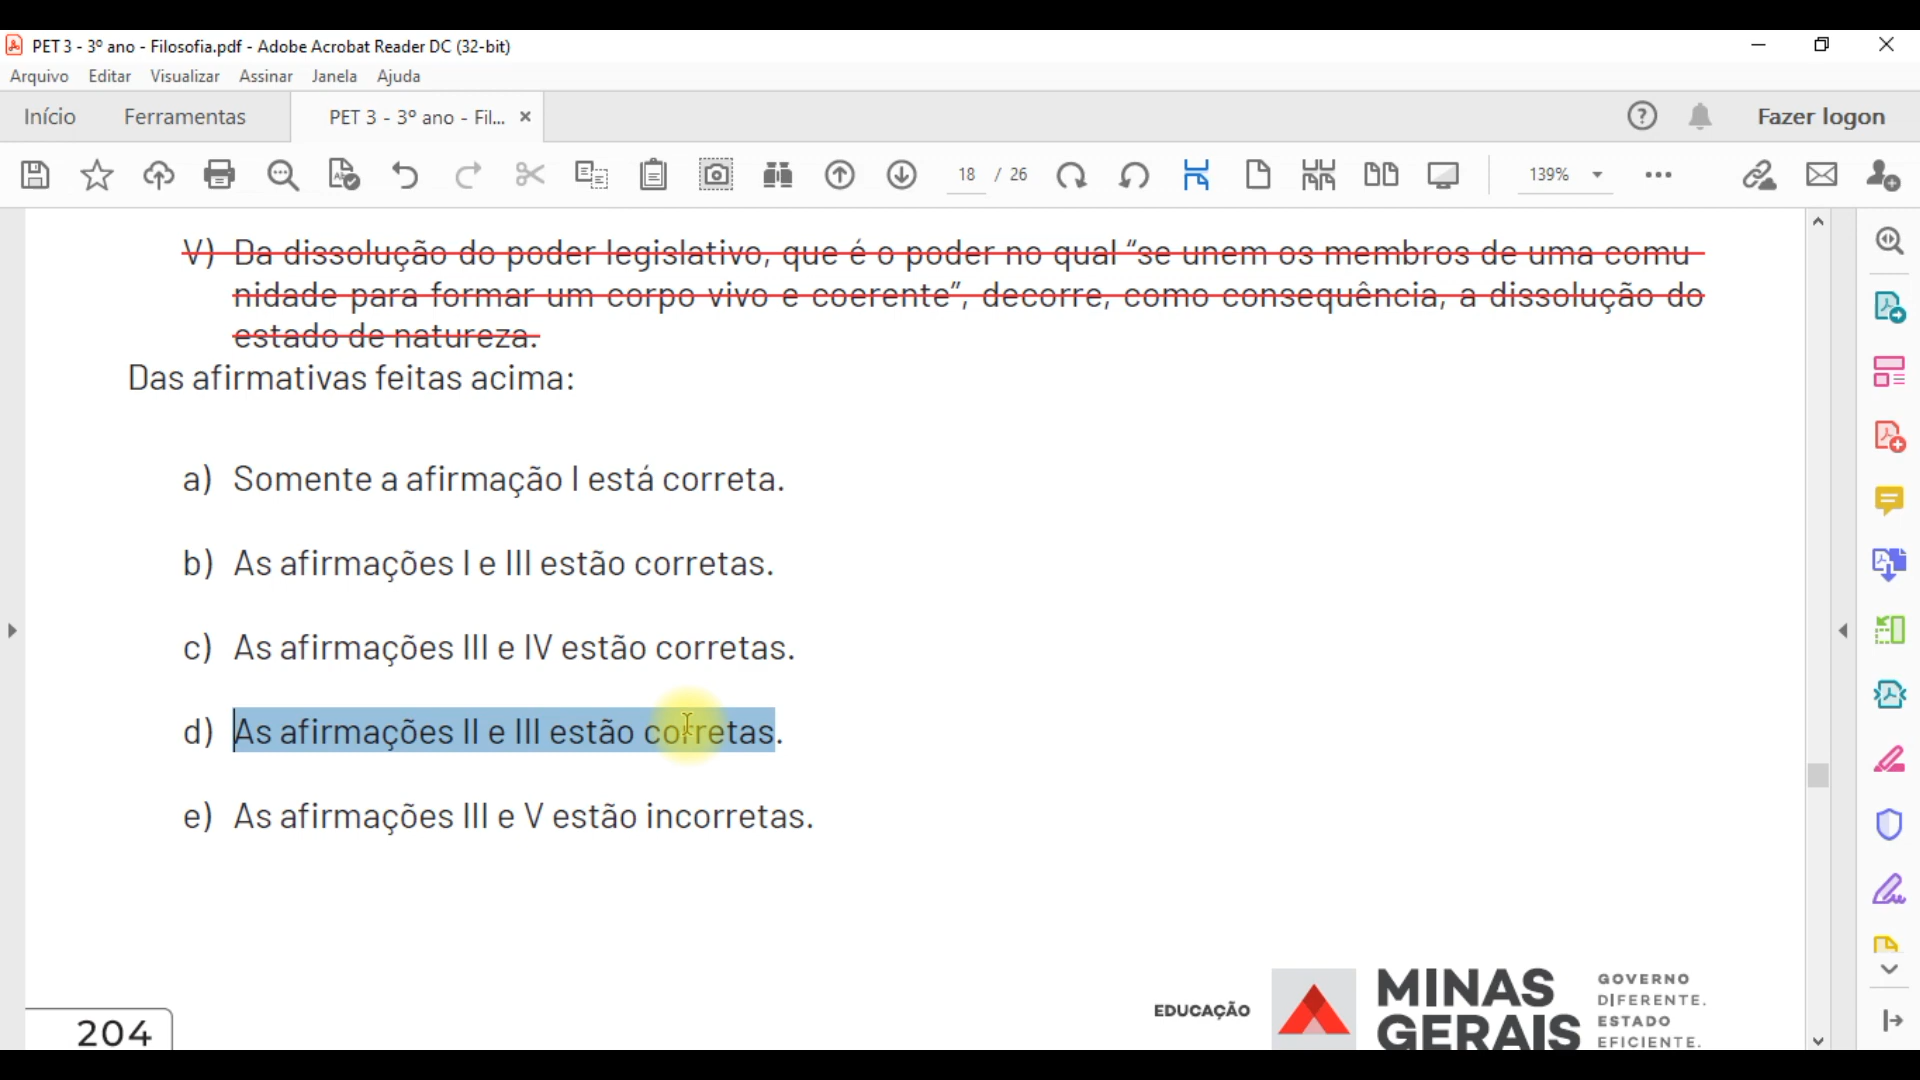 PET 3 - 3º ano - Filosofia.pdf - Adobe Acrobat Reader DC (32-bit)
Arquivo Editar Visualizar Assinar Janela Ajuda
Início Ferramentas PET 3 - 3º ano - Fil... × Fazer logon
18 / 26 139%
V) Da dissolução do poder legislativo, que é o poder no qual “se unem os membros de uma comu
nidade para formar um corpo vivo e coerente”, decorre, como consequência, a dissolução do
estado de natureza.
Das afirmativas feitas acima:
a) Somente a afirmação I está correta.
b) As afirmações I e III estão corretas.
c) As afirmações III e IV estão corretas.
d) As afirmações II e III estão corretas.
e) As afirmações III e V estão incorretas.
204
EDUCAÇÃO
MINAS
GERAIS
GOVERNO
DIFERENTE.
ESTADO
EFICIENTE.